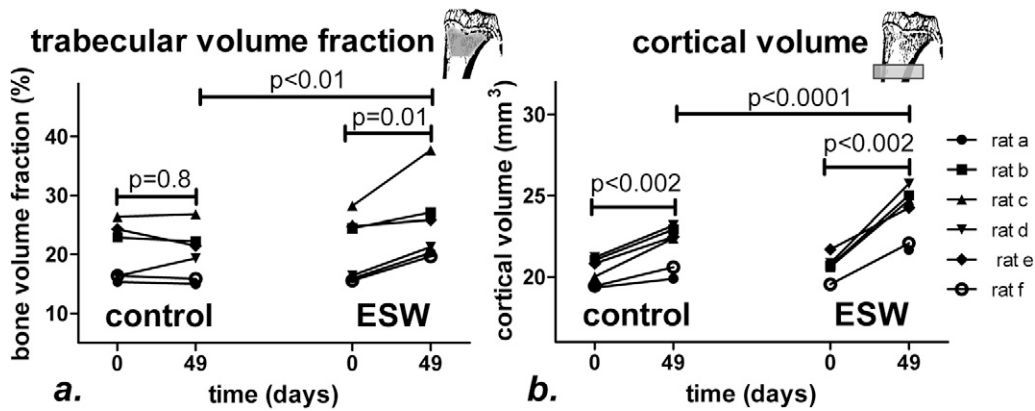 trabecular volume fraction
bone volume fraction (%)
40
30
20
10
p<0.01
p=0.01
p=0.8
control
ESW
0
49
0
49
time (days)
a.
cortical volume
cortical volume (mm³)
30
25
20
p<0.0001
p<0.002
p<0.002
control
ESW
0
49
0
49
time (days)
b.
rat a
rat b
rat c
rat d
rat e
rat f